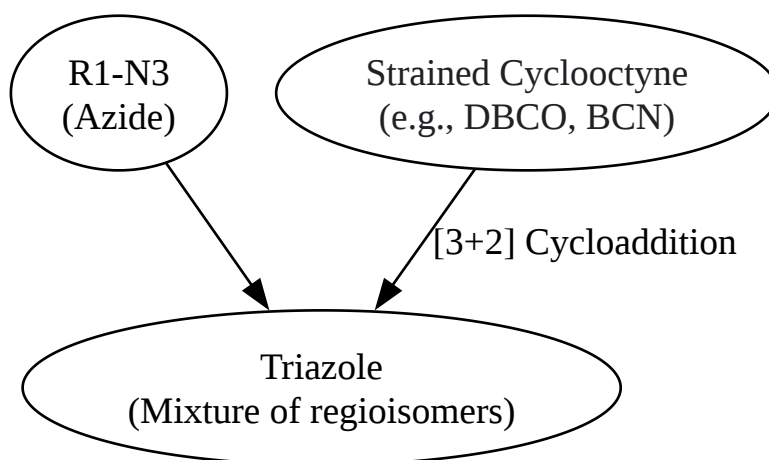 R1-N3
(Azide)
Strained Cyclooctyne
(e.g., DBCO, BCN)
[3+2] Cycloaddition
Triazole
(Mixture of regioisomers)